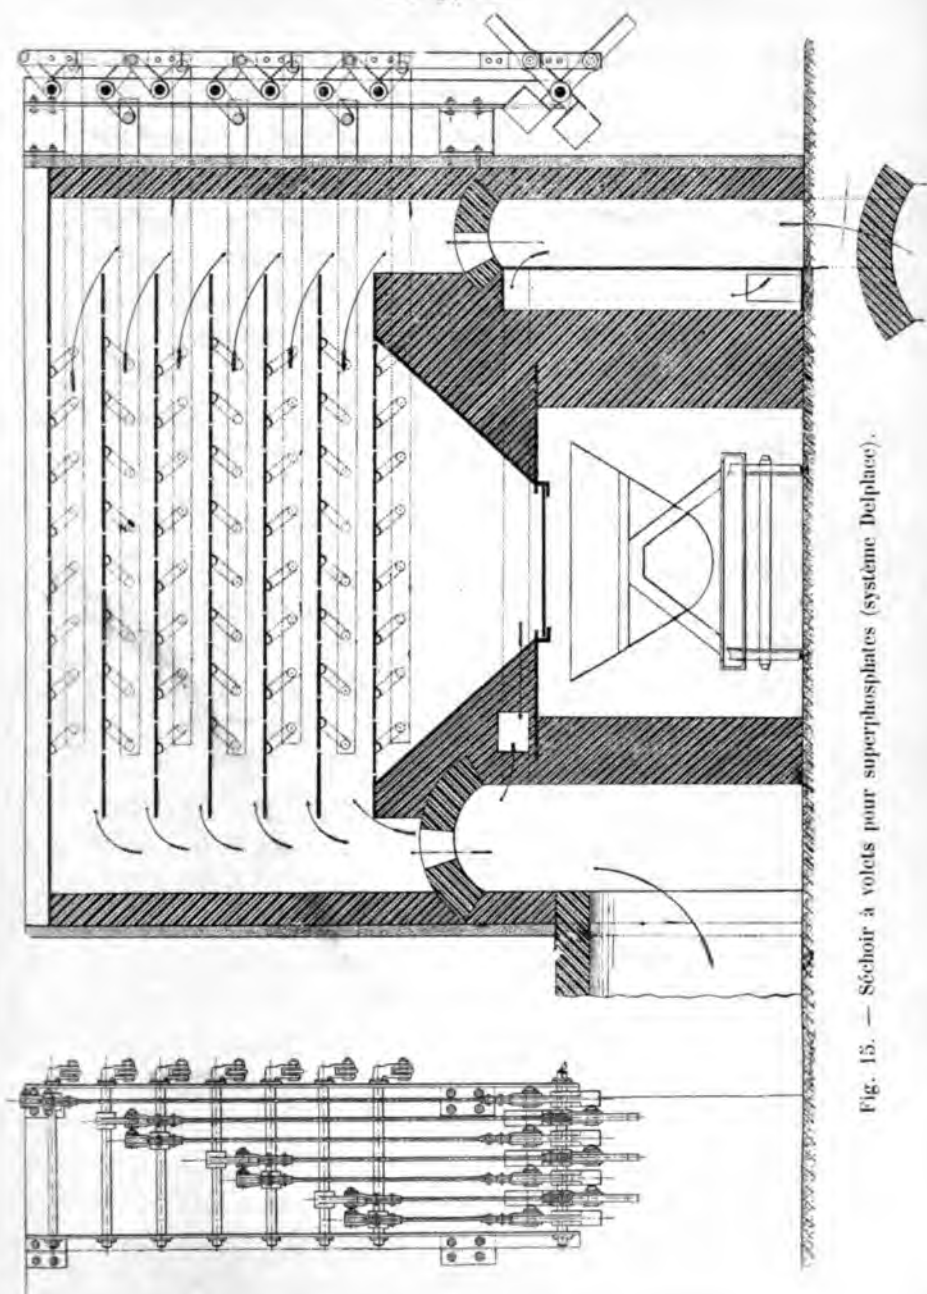 Fig. 15. — Séchoir à volets pour superphosphates (système Delplace).